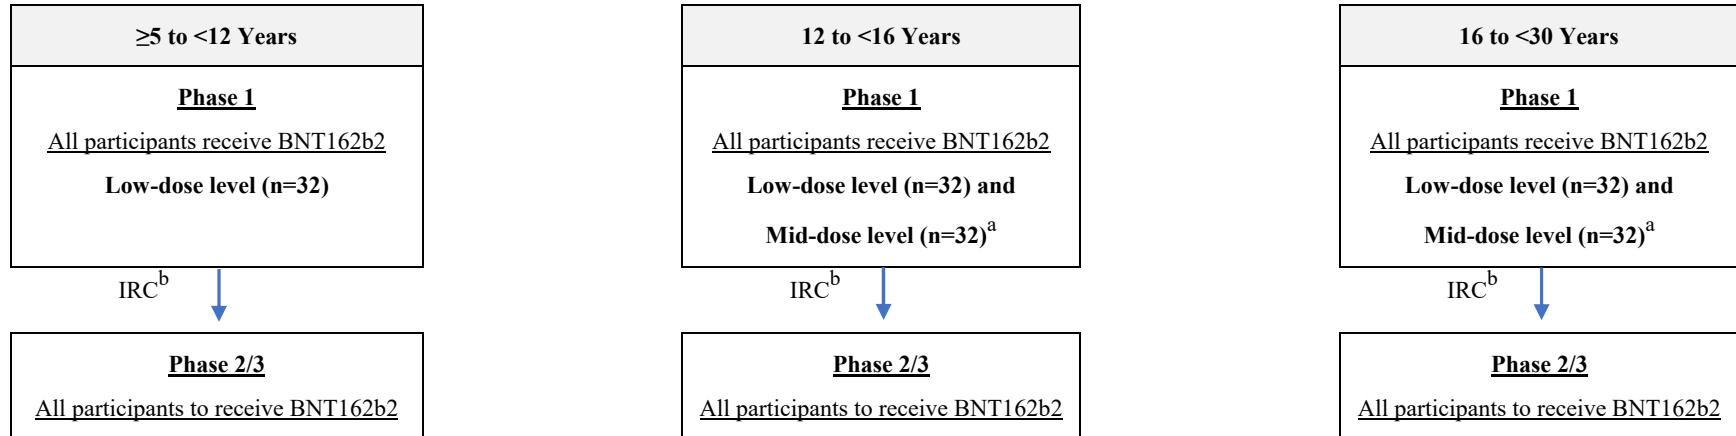 ≥5 to <12 Years
Phase 1
All participants receive BNT162b2
Low-dose level (n=32)
IRCb
Phase 2/3
All participants to receive BNT162b2
12 to <16 Years
Phase 1
All participants receive BNT162b2
Low-dose level (n=32) and
Mid-dose level (n=32)a
IRCb
Phase 2/3
All participants to receive BNT162b2
16 to <30 Years
Phase 1
All participants receive BNT162b2
Low-dose level (n=32) and
Mid-dose level (n=32)a
IRCb
Phase 2/3
All participants to receive BNT162b2